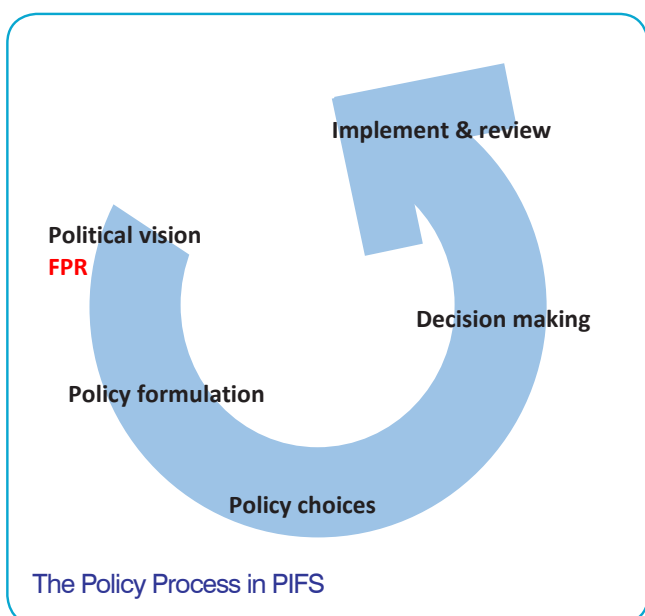 Implement & review
Political vision
FPR
Decision making
Policy formulation
Policy choices
The Policy Process in PIFS